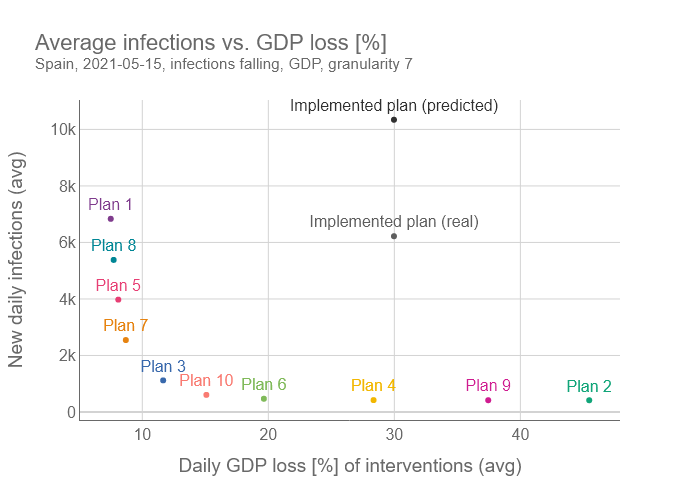 Average infections vs. GDP loss [%]
Spain, 2021-05-15, infections falling, GDP, granularity 7
Implemented plan (predicted)
10k
8k
Plan 1
Implemented plan (real)
6k
Plan 8
Plan 5
4k
Plan 7
2k
Plan 3
Plan 10
Plan 6
Plan 4
Plan 9
Plan 2
0
10
20
30
40
New daily infections (avg)
Daily GDP loss [%] of interventions (avg)